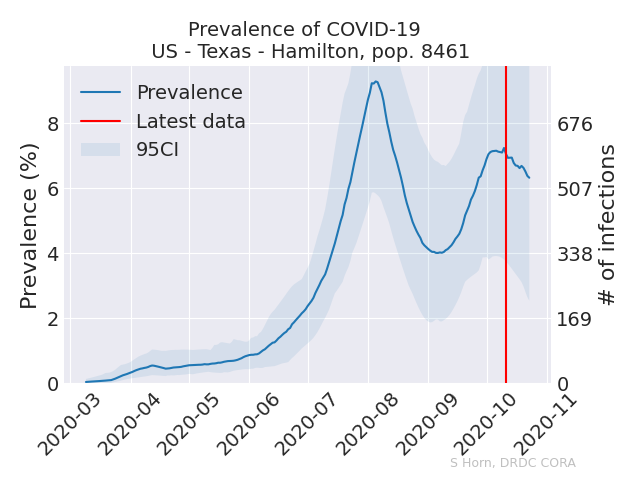 Prevalence of COVID-19
US - Texas - Hamilton, pop. 8461
Prevalence
Latest data
95CI
Prevalence (%)
8
6
4
2
0
676
507
338
169
0
# of infections
2020-03
2020-04
2020-05
2020-06
2020-07
2020-08
2020-09
2020-10
2020-11
S Horn, DRDC CORA